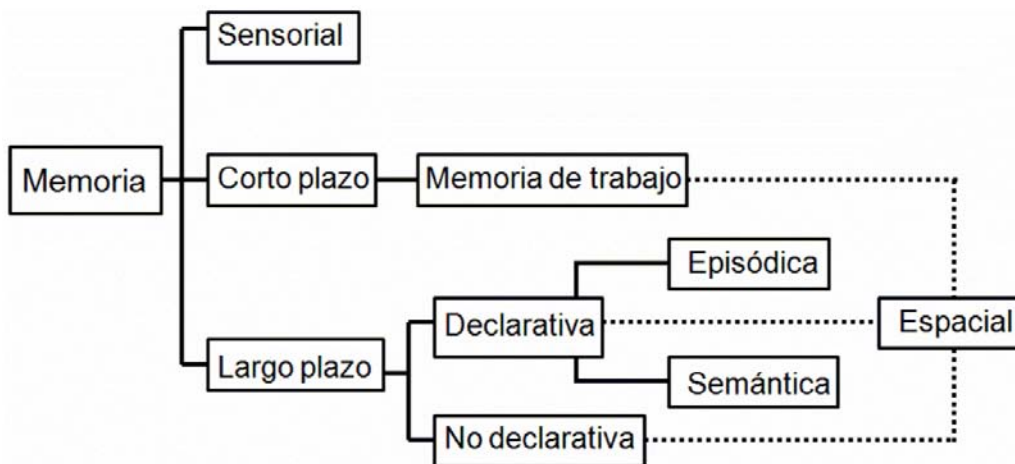 Sensorial
Memoria
Corto plazo
Memoria de trabajo
Episódica
Declarativa
Espacial
Largo plazo
Semántica
No declarativa